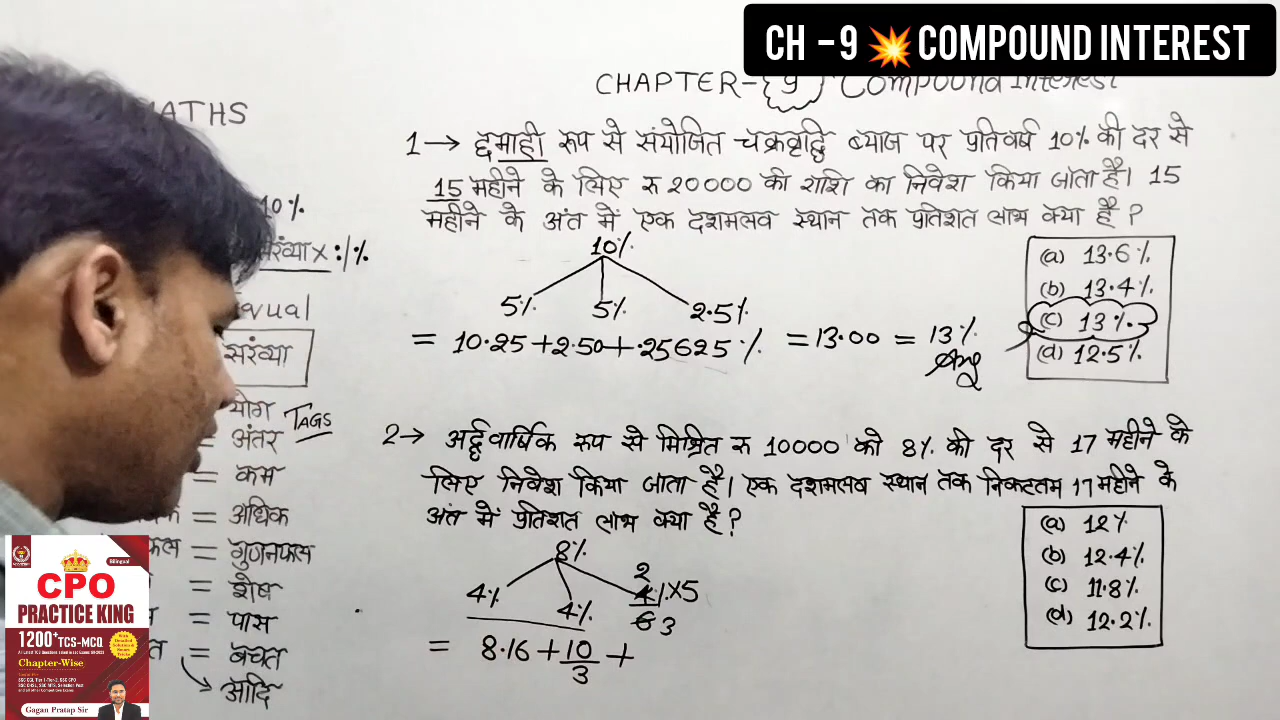 CH - 9 💥 COMPOUND INTEREST
CHAPTER-(9) Compound Interest
MATHS
10%
संख्या x :/%
संख्या
योग
TAGS
= अंतर
= कम
= अधिक
= गुणनफल
= शेष
= पास
= बचत
आदि
1→ छमाही रूप से संयोजित चक्रवृद्धि ब्याज पर प्रतिवर्ष 10% की दर से
15 महीने के लिए रु 20000 की राशि का निवेश किया जाता है। 15
महीने के अंत में एक दशमलव स्थान तक प्रतिशत लाभ क्या है ?
10%
5% 5% 2.5%
= 10.25+2.50+.25625% = 13.00 = 13%
Ans
(a) 13.6%
(b) 13.4%
(c) 13%
(d) 12.5%
2→ अर्द्धवार्षिक रूप से मिश्रित रु 10000 को 8% की दर से 17 महीने के
लिए निवेश किया जाता है। एक दशमलव स्थान तक निकटतम 17 महीने के
अंत में प्रतिशत लाभ क्या है ?
8%
4% 4% 2 4%×5
6 3
= 8.16 + 10/3 +
(a) 12%
(b) 12.4%
(c) 11.8%
(d) 12.2%
Bilingual
CPO
PRACTICE KING
1200+ TCS-MCQ
Chapter-Wise
Gagan Pratap Sir